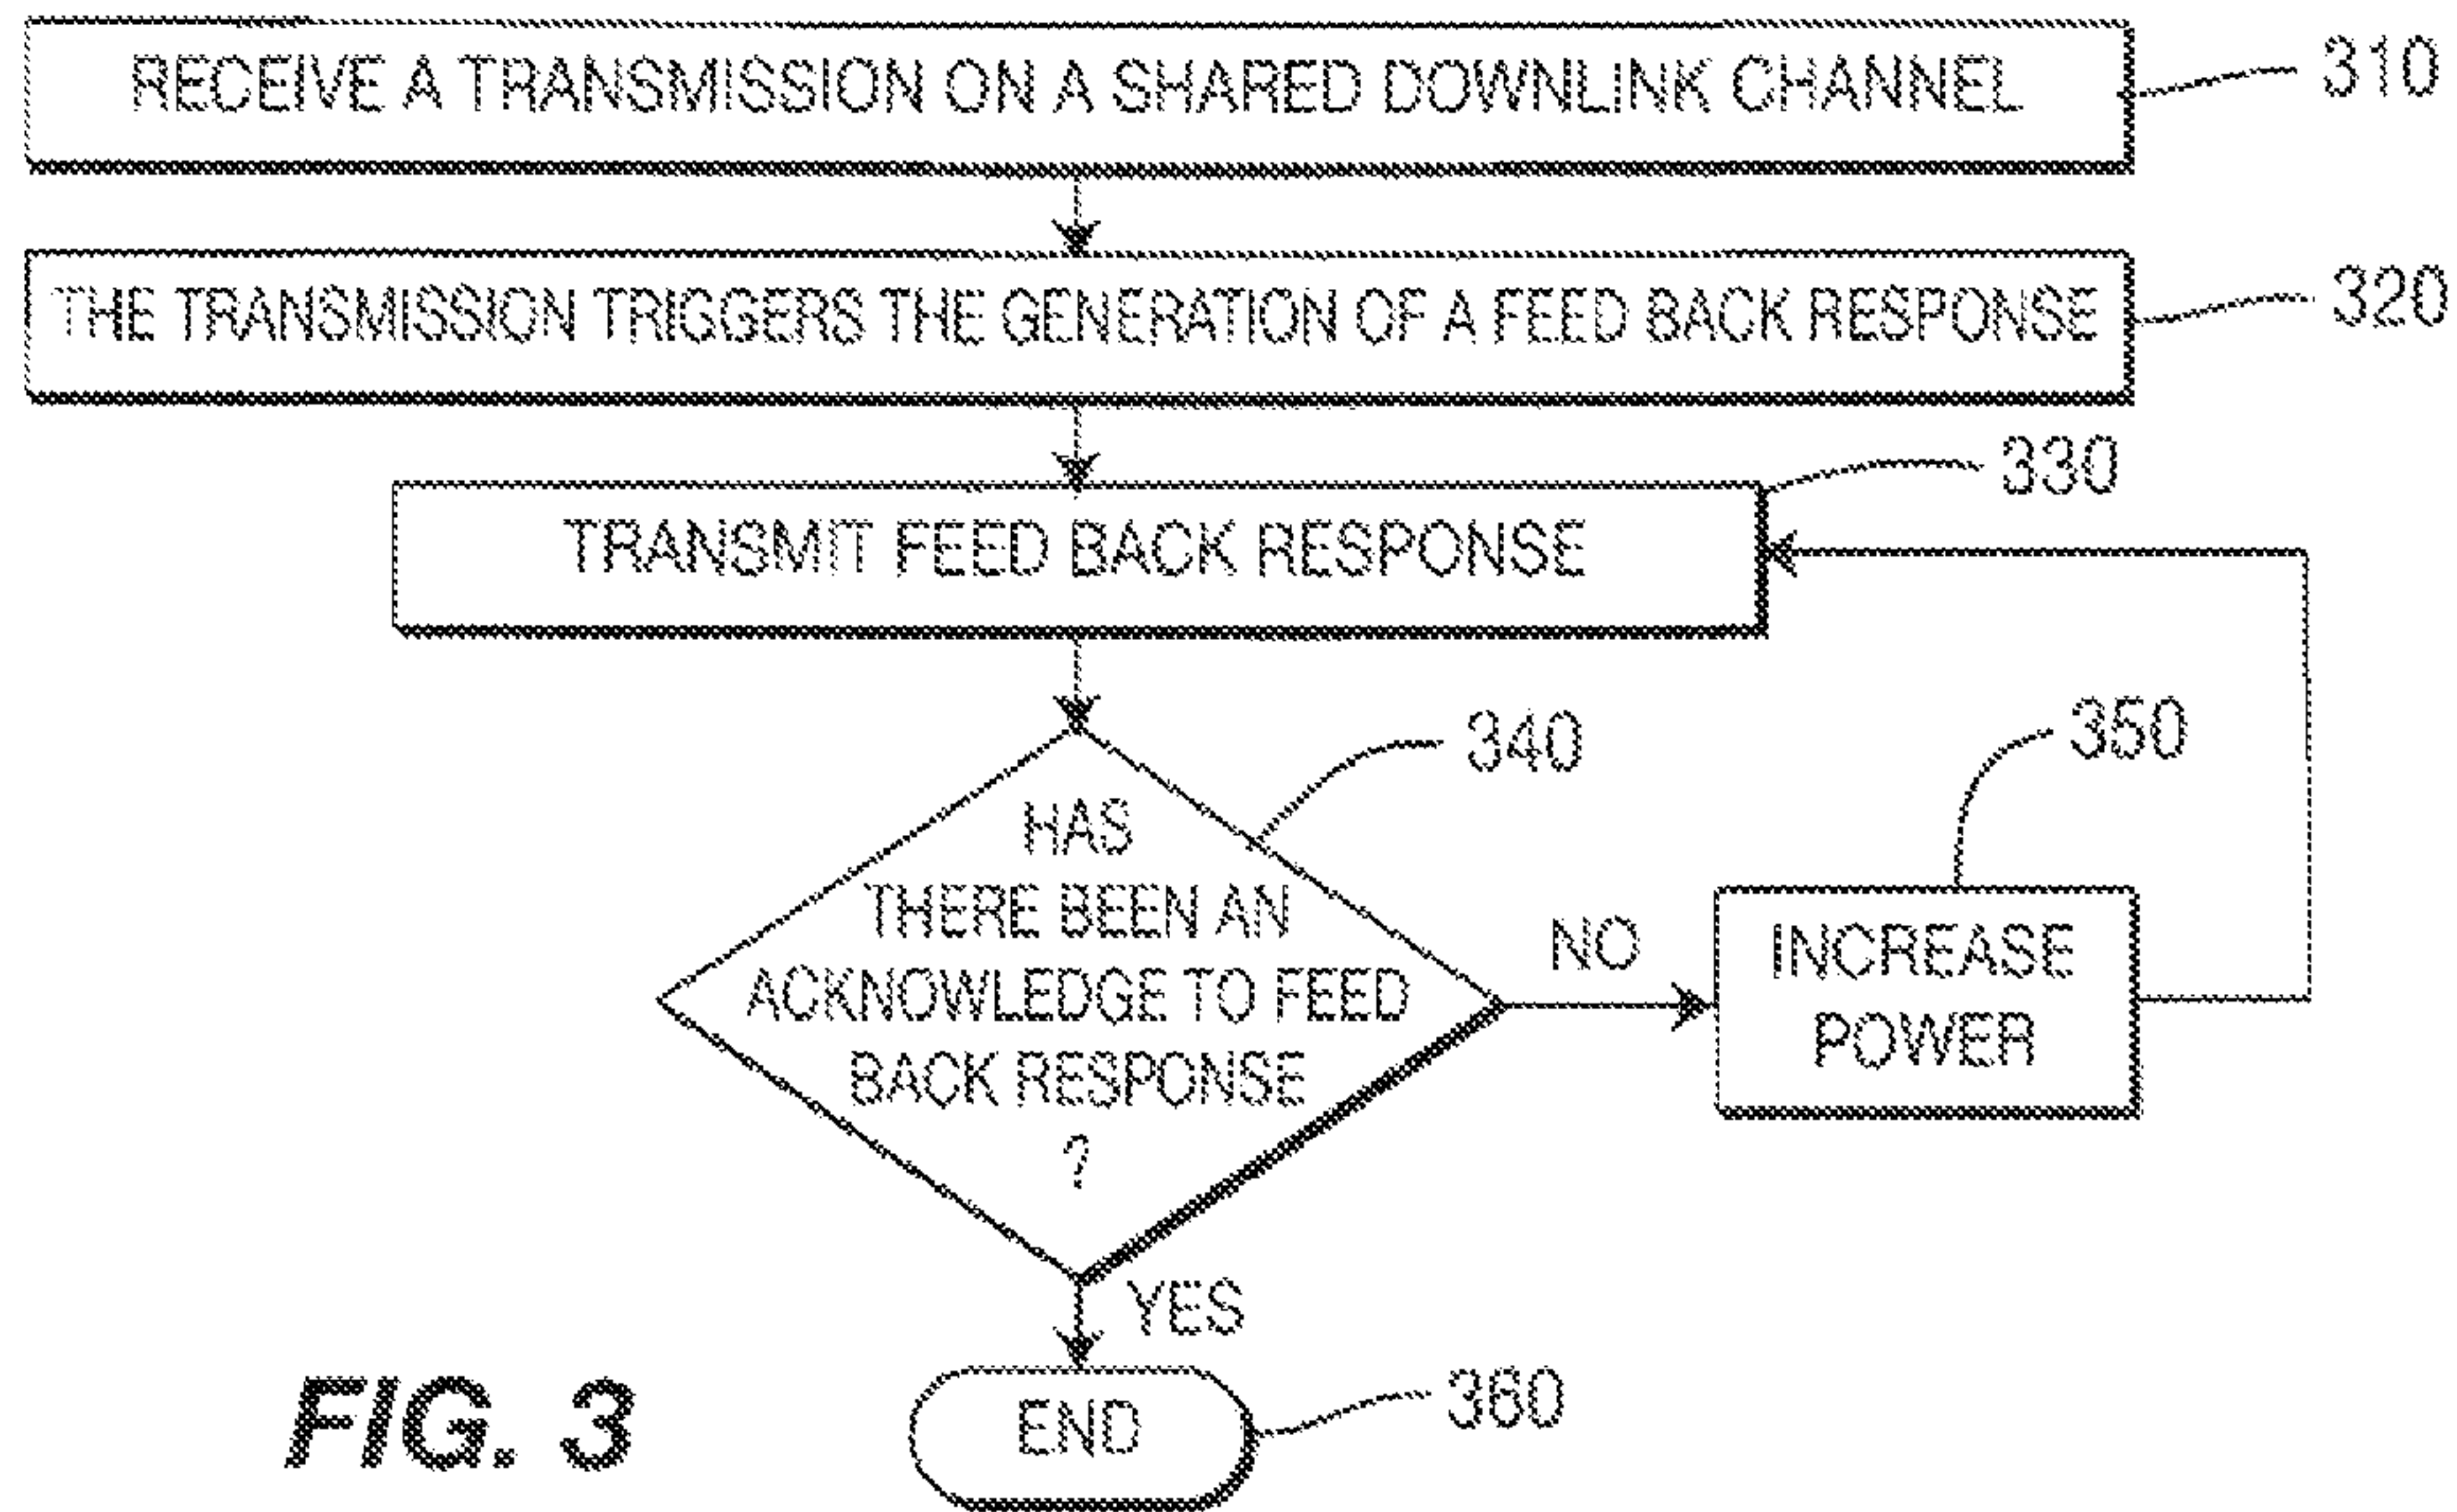 RECEIVE A TRANSMISSION ON A SHARED DOWNLINK CHANNEL
310
THE TRANSMISSION TRIGGERS THE GENERATION OF A FEED BACK RESPONSE
320
330
TRANSMIT FEED BACK RESPONSE
340
350
HAS
THERE BEEN AN
ACKNOWLEDGE TO FEED
BACK RESPONSE
?
NO
INCREASE
POWER
YES
END
360
FIG. 3